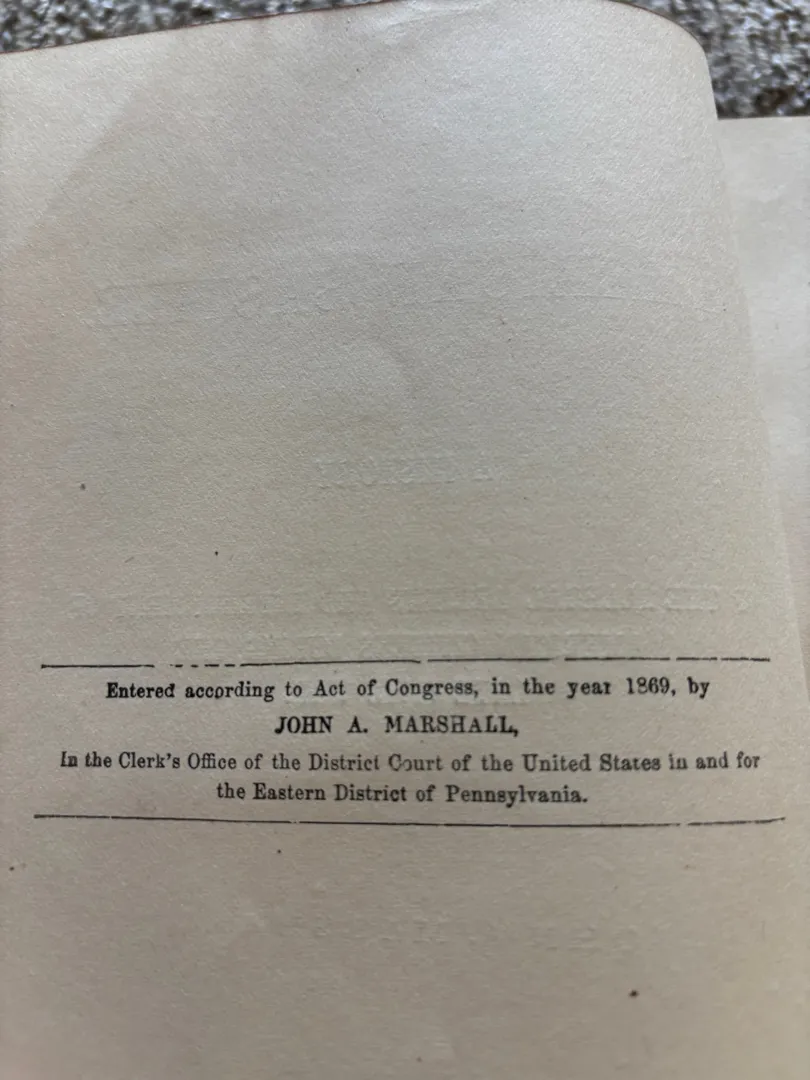 Entered according to Act of Congress, in the year 1869, by
JOHN A. MARSHALL,
In the Clerk's Office of the District Court of the United States in and for
the Eastern District of Pennsylvania.